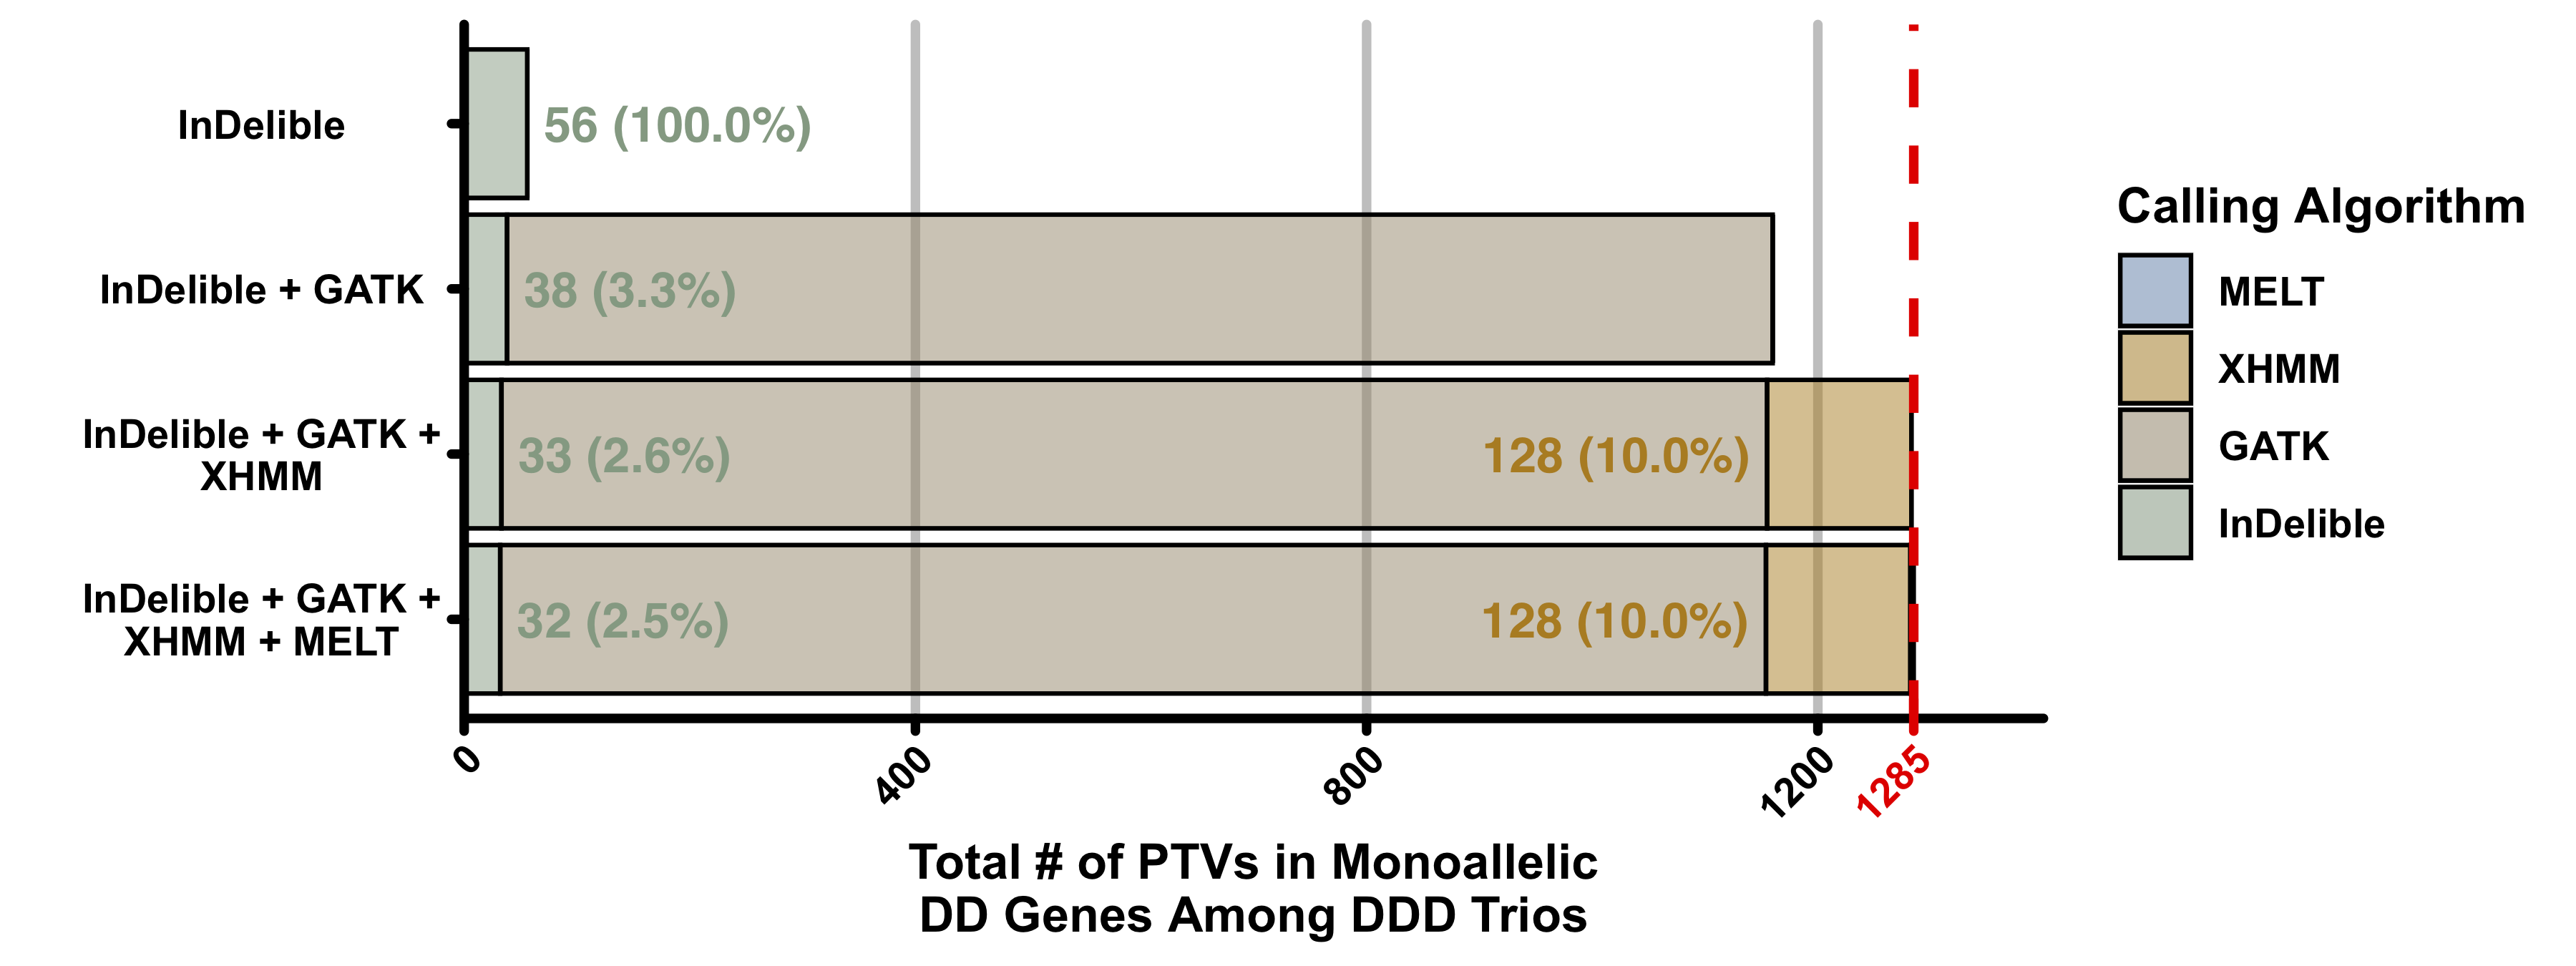 InDelible
56 (100.0%)
InDelible + GATK
38 (3.3%)
InDelible + GATK +
XHMM
33 (2.6%)
128 (10.0%)
InDelible + GATK +
XHMM + MELT
32 (2.5%)
128 (10.0%)
0
400
800
1200
1285
Total # of PTVs in Monoallelic
DD Genes Among DDD Trios
Calling Algorithm
MELT
XHMM
GATK
InDelible